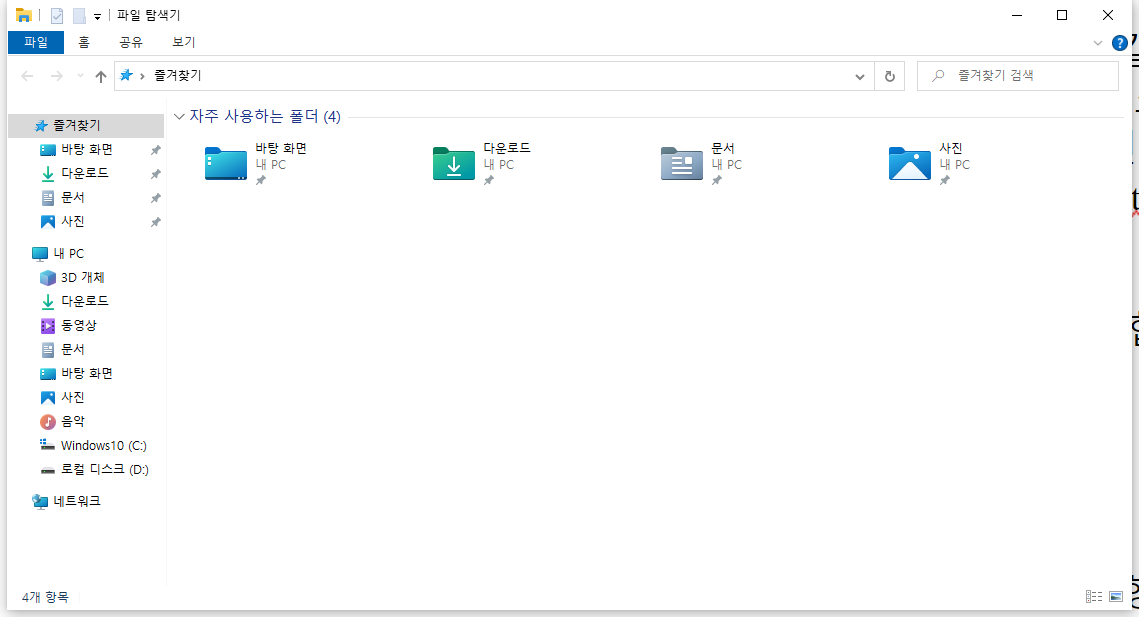 파일 탐색기
파일 홈 공유 보기
즐겨찾기 즐겨찾기 검색
즐겨찾기
바탕 화면
다운로드
문서
사진
내 PC
3D 개체
다운로드
동영상
문서
바탕 화면
사진
음악
Windows10 (C:)
로컬 디스크 (D:)
네트워크
자주 사용하는 폴더 (4)
바탕 화면
내 PC
다운로드
내 PC
문서
내 PC
사진
내 PC
4개 항목